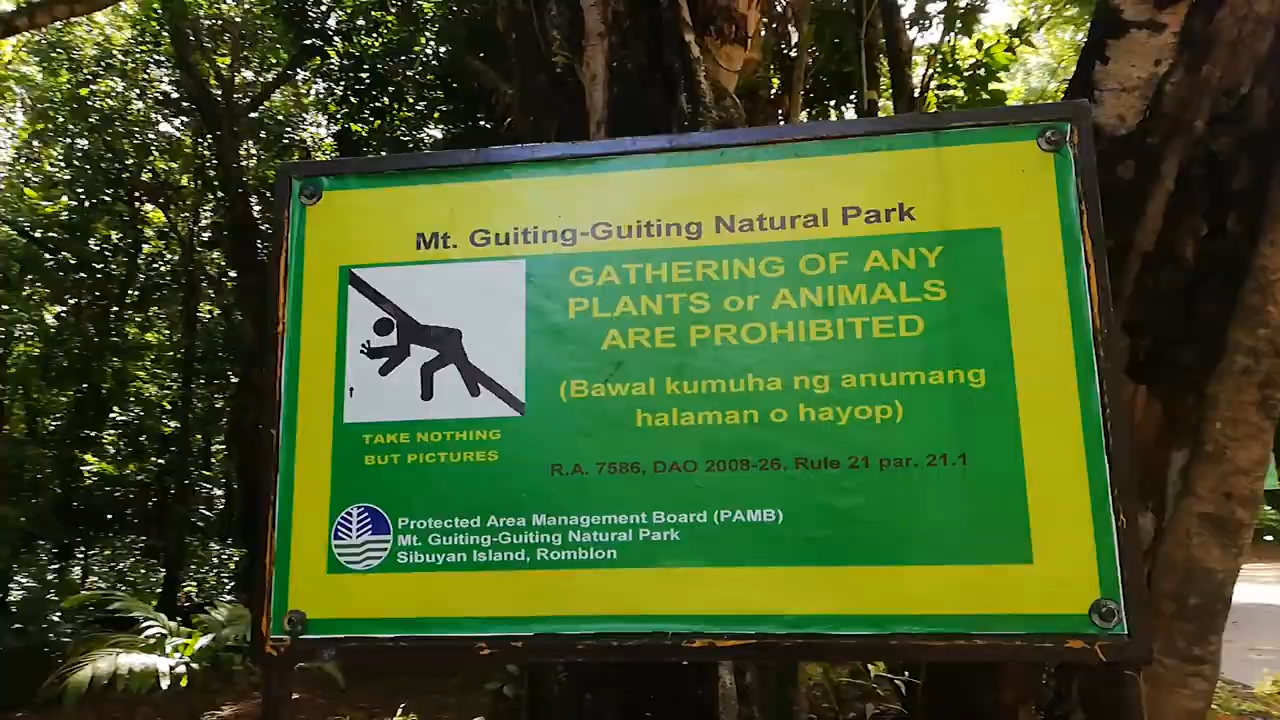 Mt. Guiting-Guiting Natural Park
GATHERING OF ANY
PLANTS or ANIMALS
ARE PROHIBITED
(Bawal kumuha ng anumang
halaman o hayop)
TAKE NOTHING
BUT PICTURES
R.A. 7586, DAO 2008-26, Rule 21 par. 21.1
Protected Area Management Board (PAMB)
Mt. Guiting-Guiting Natural Park
Sibuyan Island, Romblon